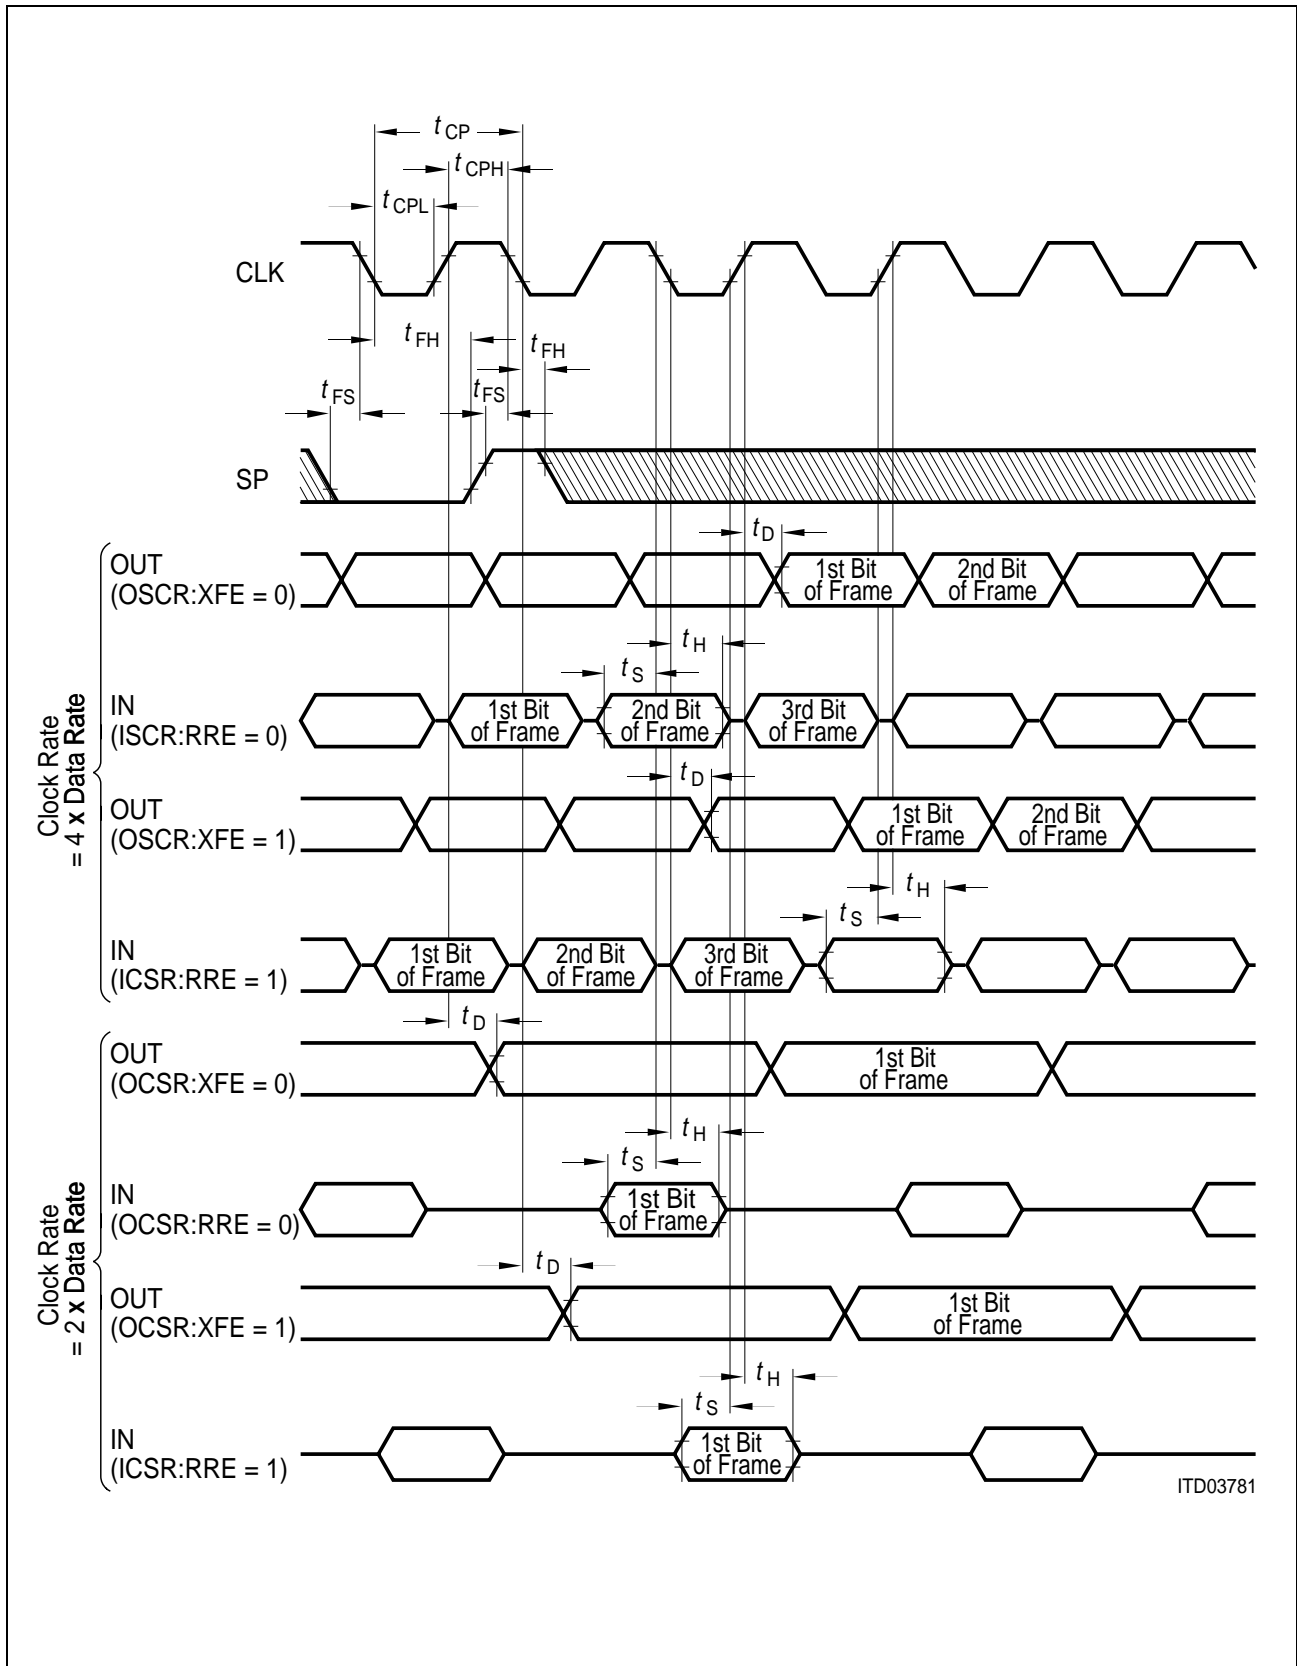 t CP
t CPH
t CPL
CLK
t FH
t FH
t FS
t FS
SP
t D
OUT
(OSCR:XFE = 0)
1st Bit
of Frame
2nd Bit
of Frame
t H
t S
IN
(ISCR:RRE = 0)
1st Bit
of Frame
2nd Bit
of Frame
3rd Bit
of Frame
Clock Rate
= 4 x Data Rate
t D
OUT
(OSCR:XFE = 1)
1st Bit
of Frame
2nd Bit
of Frame
t H
t S
IN
(ICSR:RRE = 1)
1st Bit
of Frame
2nd Bit
of Frame
3rd Bit
of Frame
t D
OUT
(OCSR:XFE = 0)
1st Bit
of Frame
t H
t S
IN
(OCSR:RRE = 0)
1st Bit
of Frame
Clock Rate
= 2 x Data Rate
t D
OUT
(OCSR:XFE = 1)
1st Bit
of Frame
t H
t S
IN
(ICSR:RRE = 1)
1st Bit
of Frame
ITD03781